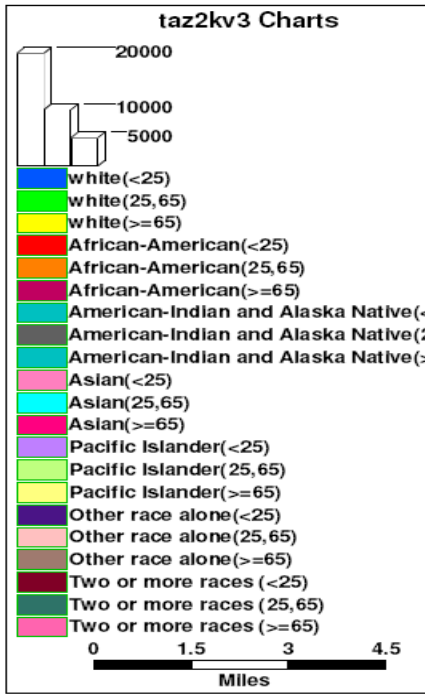 taz2kv3 Charts
20000
10000
5000
white(<25)
white(25,65)
white(>=65)
African-American(<25)
African-American(25,65)
African-American(>=65)
American-Indian and Alaska Native(<
American-Indian and Alaska Native(2
American-Indian and Alaska Native(>
Asian(<25)
Asian(25,65)
Asian(>=65)
Pacific Islander(<25)
Pacific Islander(25,65)
Pacific Islander(>=65)
Other race alone(<25)
Other race alone(25,65)
Other race alone(>=65)
Two or more races (<25)
Two or more races (25,65)
Two or more races (>=65)
0 1.5 3 4.5
Miles